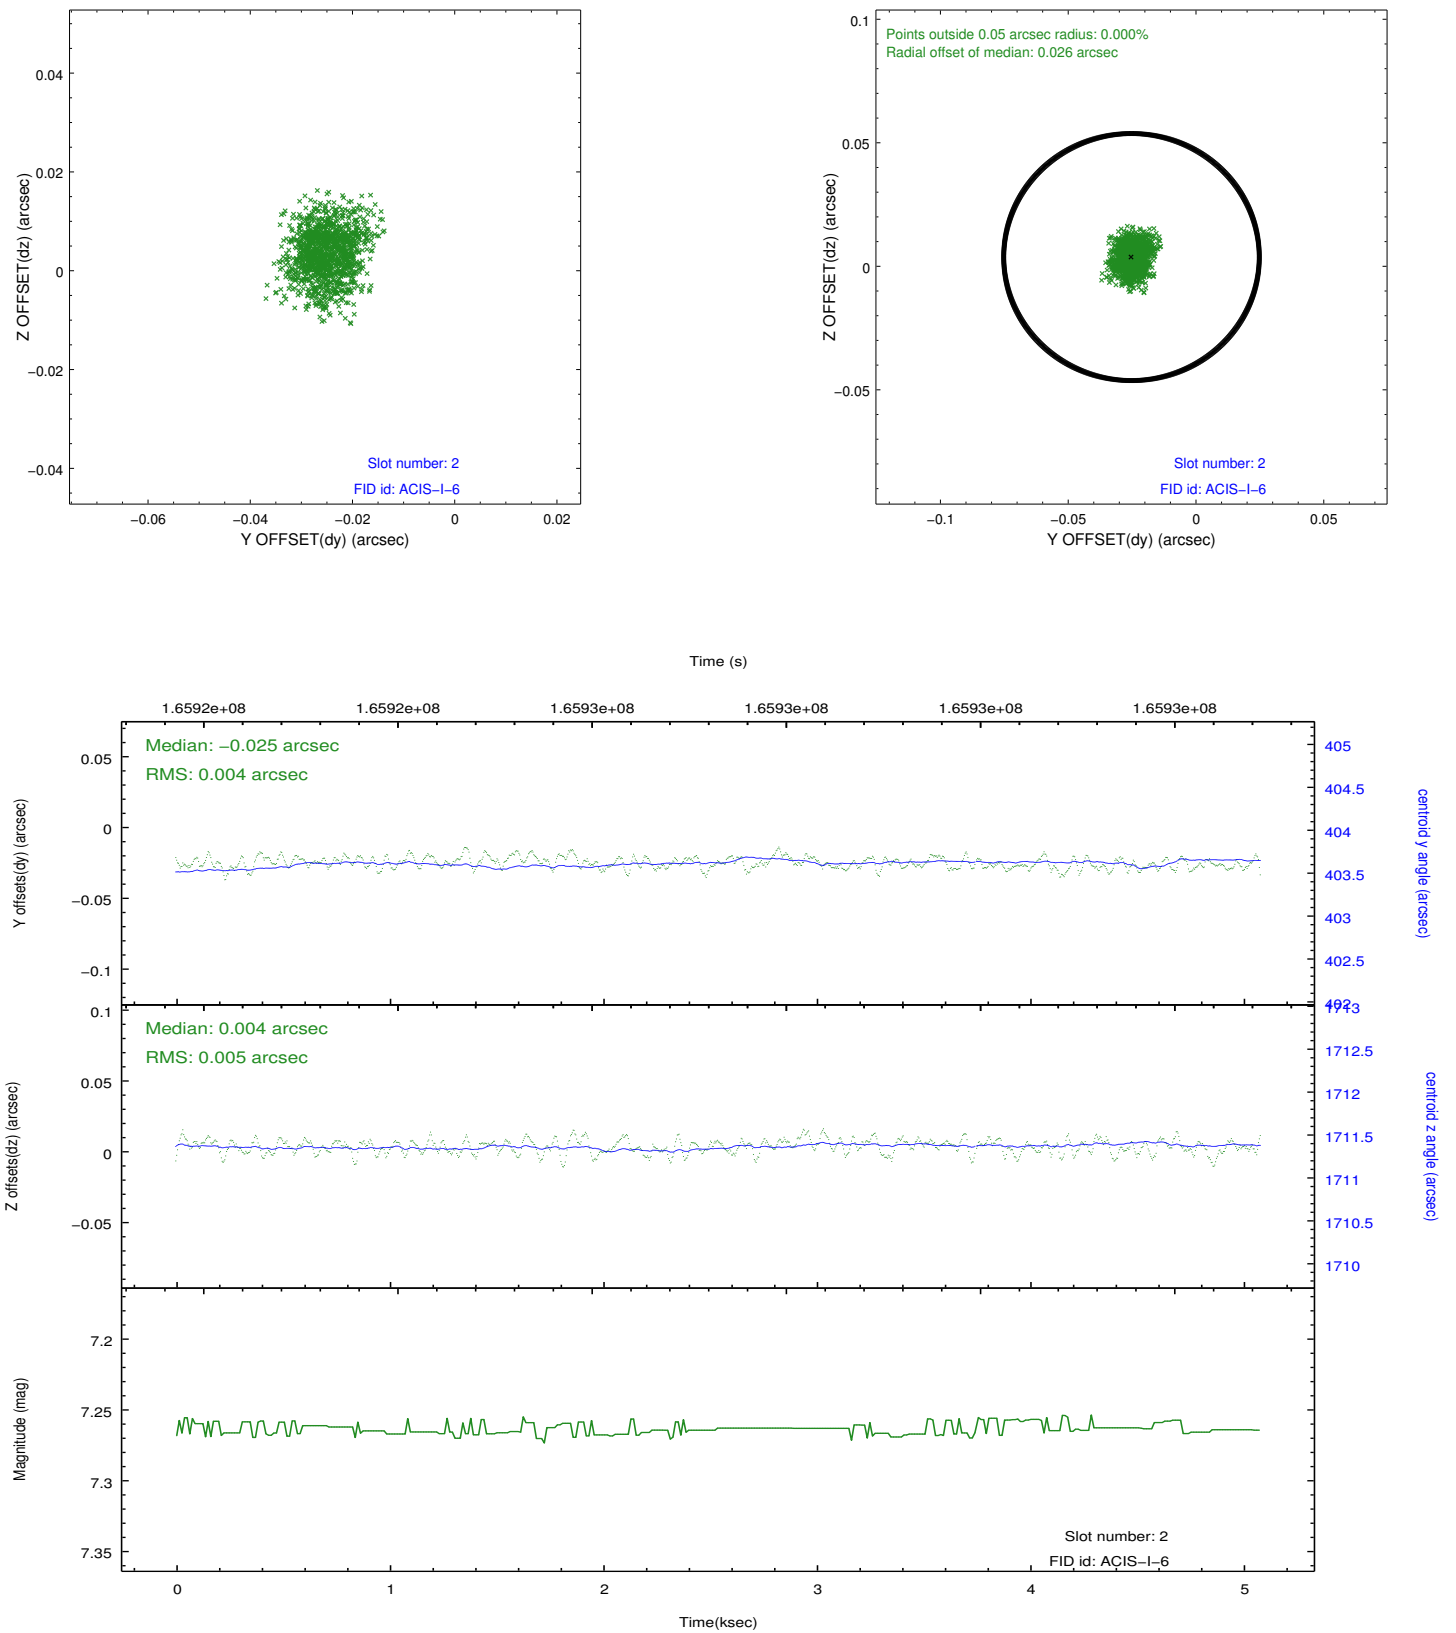 0.04
0.02
0
−0.02
−0.04
Z OFFSET(dz) (arcsec)
Slot number: 2
FID id: ACIS−I−6
−0.06 −0.04 −0.02 0 0.02
Y OFFSET(dy) (arcsec)
0.1
0.05
0
−0.05
Z OFFSET(dz) (arcsec)
Points outside 0.05 arcsec radius: 0.000%
Radial offset of median: 0.026 arcsec
Slot number: 2
FID id: ACIS−I−6
−0.1 −0.05 0 0.05
Y OFFSET(dy) (arcsec)
Time (s)
1.6592e+08 1.6592e+08 1.6593e+08 1.6593e+08 1.6593e+08 1.6593e+08
Median: −0.025 arcsec
RMS: 0.004 arcsec
0.05
0
−0.05
−0.1
Y offsets(dy) (arcsec)
405
404.5
404
403.5
403
402.5
402
centroid y angle (arcsec)
Median: 0.004 arcsec
RMS: 0.005 arcsec
0.1
0.05
0
−0.05
Z offsets(dz) (arcsec)
1713
1712.5
1712
1711.5
1711
1710.5
1710
centroid z angle (arcsec)
7.2
7.25
7.3
7.35
Magnitude (mag)
Slot number: 2
FID id: ACIS−I−6
0 1 2 3 4 5
Time(ksec)